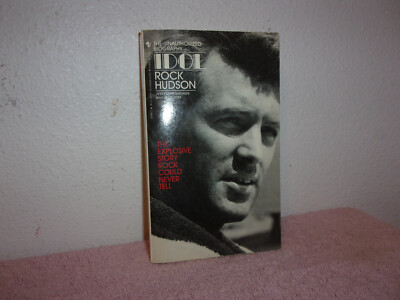 THE UNAUTHORIZED
BIOGRAPHY
IDOL
ROCK
HUDSON
THE
EXPLOSIVE
STORY
ROCK
COULD
NEVER
TELL